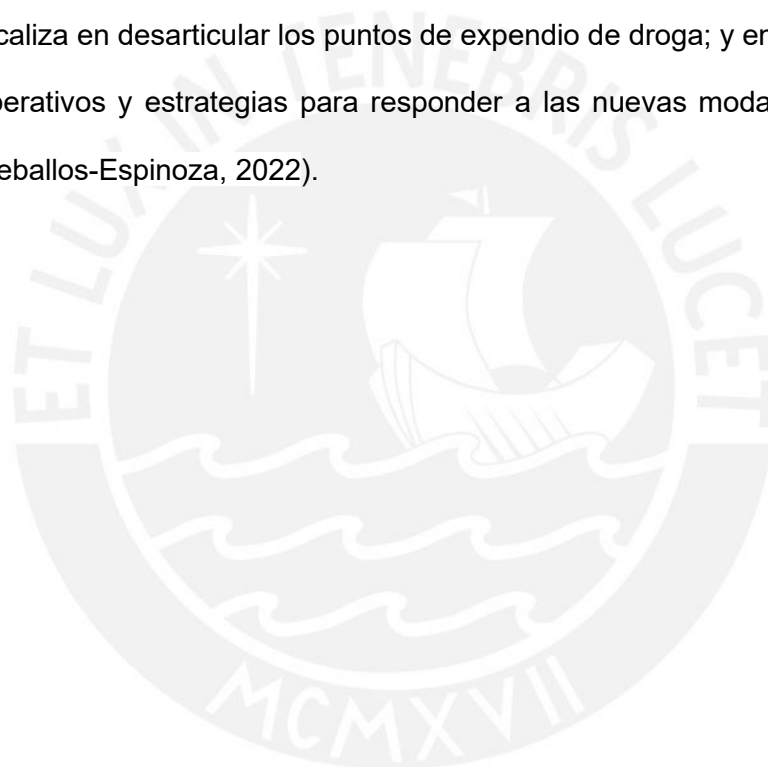 caliza en desarticular los puntos de expendio de droga; y en
perativos y estrategias para responder a las nuevas moda
eballos-Espinoza, 2022).
ET LUX IN TENEBRIS LUCET
MCMXVII